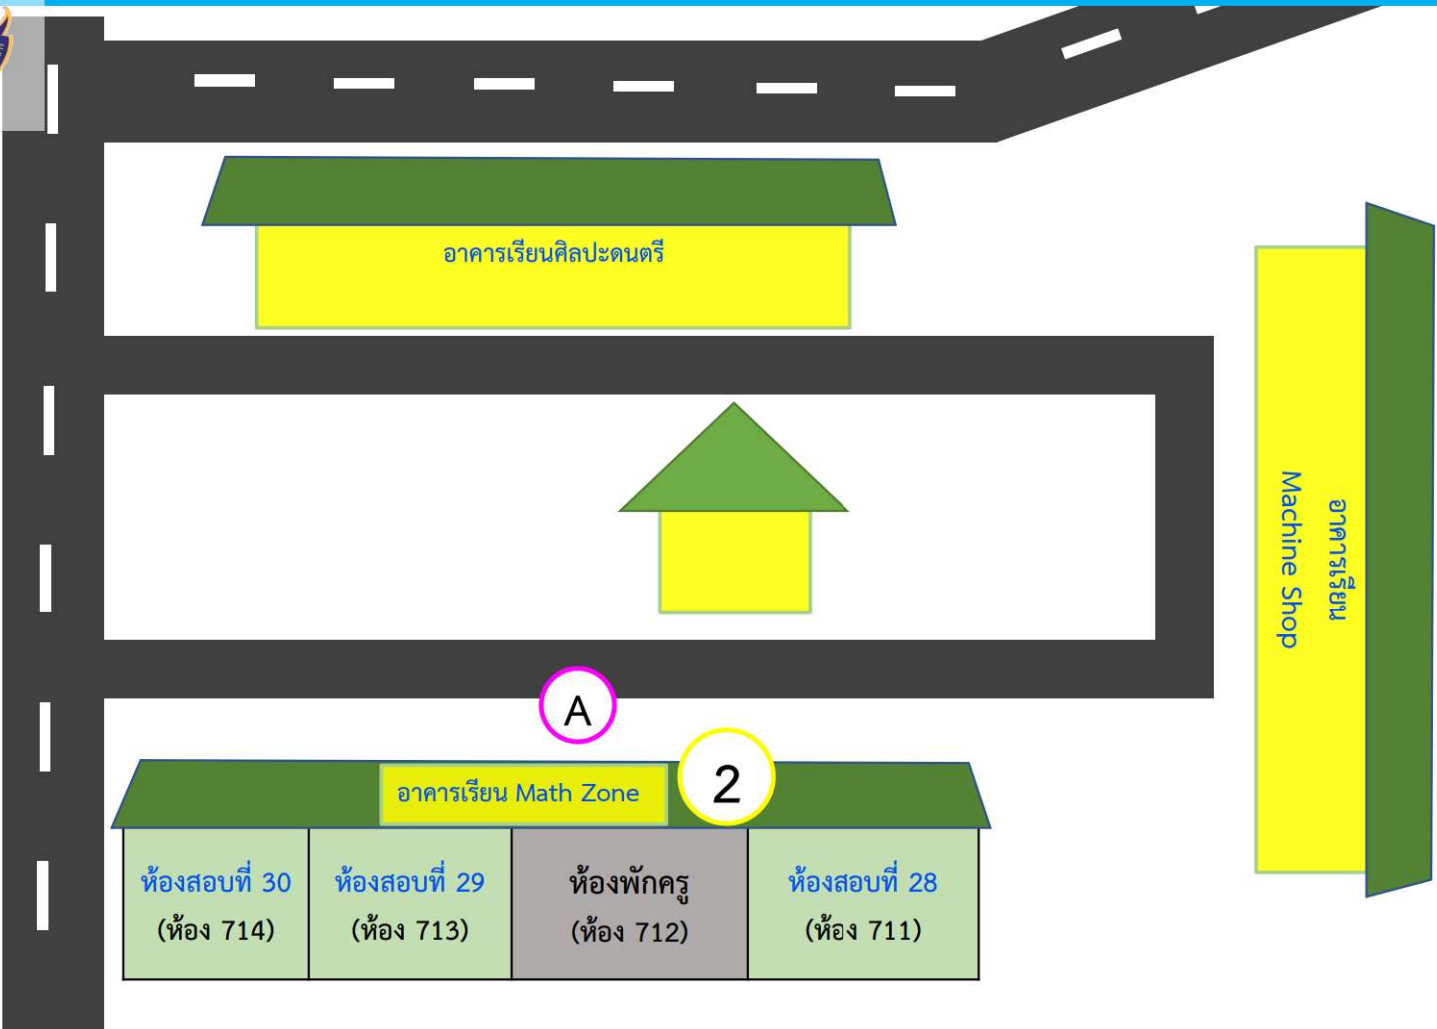 อาคารเรียนศิลปะดนตรี
อาคารเรียน
Machine Shop
A
2
อาคารเรียน Math Zone
ห้องสอบที่ 30
(ห้อง 714)
ห้องสอบที่ 29
(ห้อง 713)
ห้องพักครู
(ห้อง 712)
ห้องสอบที่ 28
(ห้อง 711)